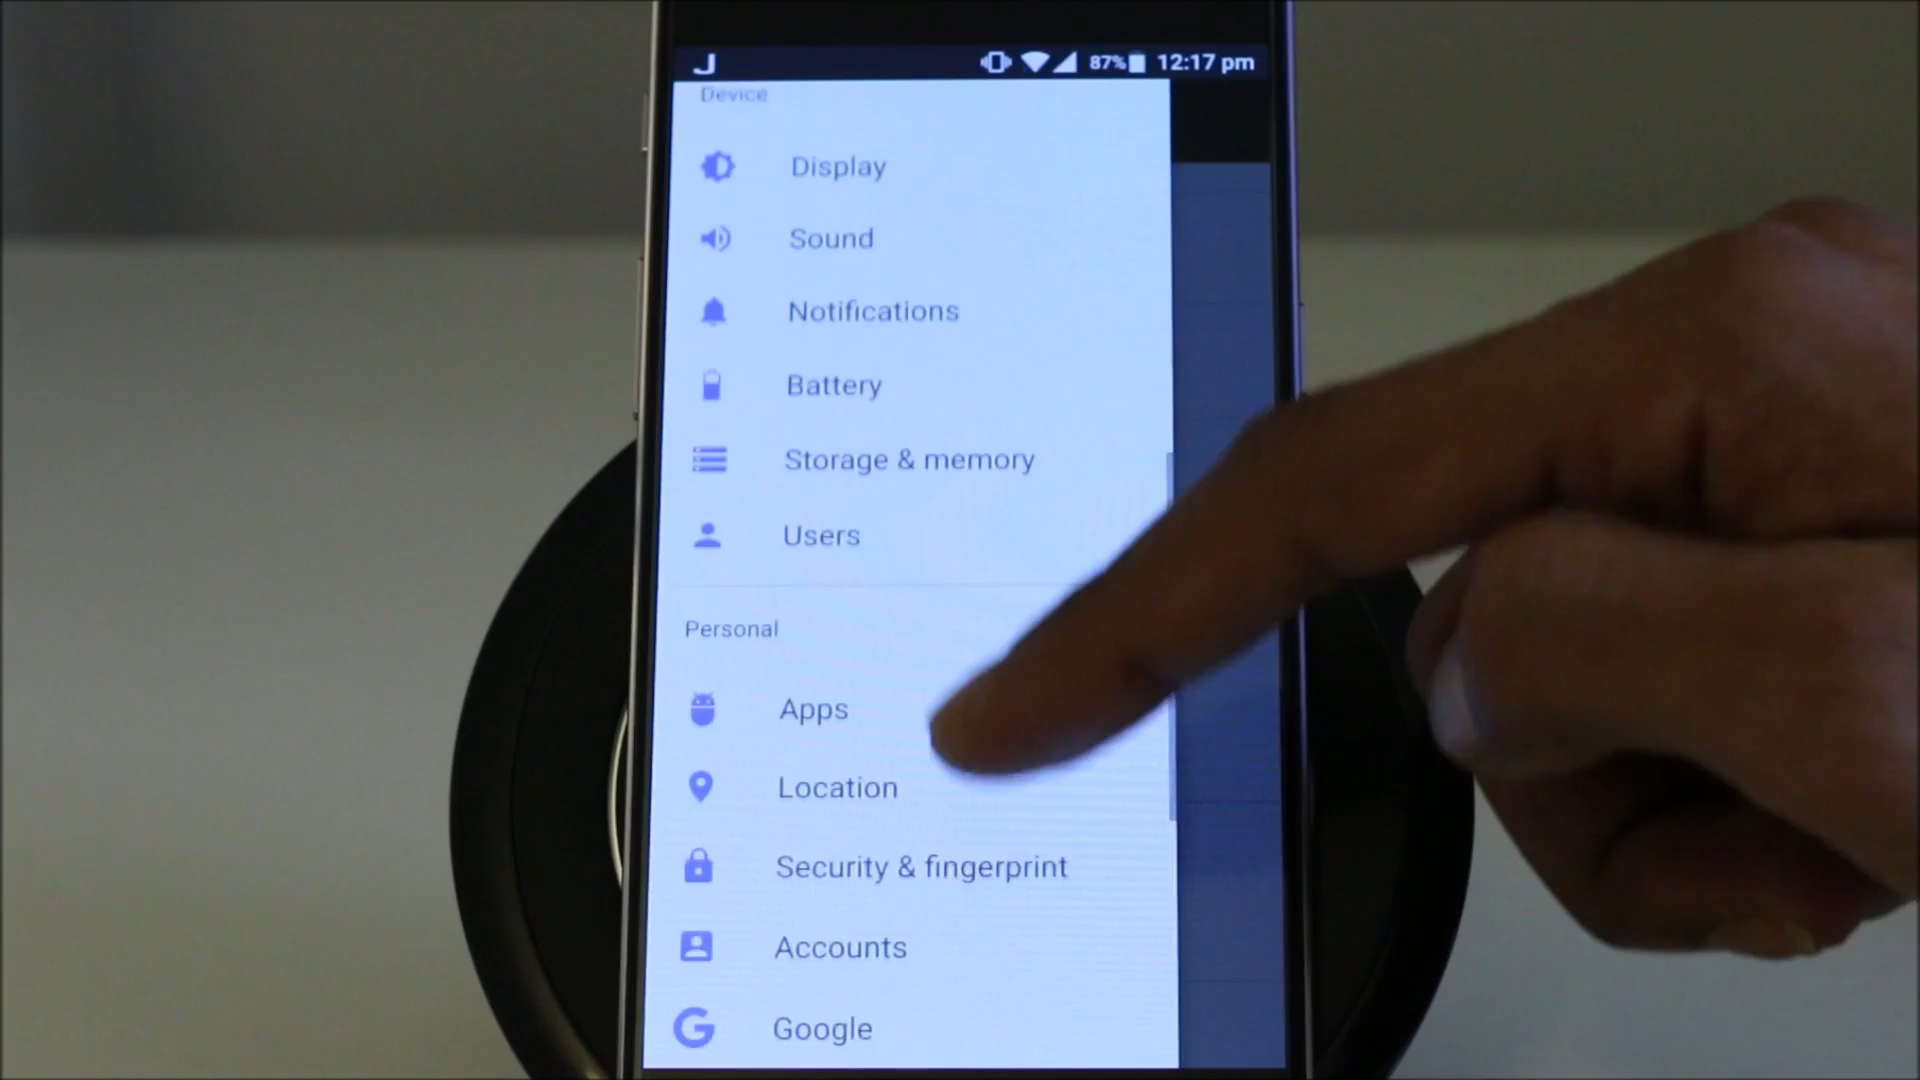 J 87% 12:17 pm
Device
Display
Sound
Notifications
Battery
Storage & memory
Users
Personal
Apps
Location
Security & fingerprint
Accounts
G Google